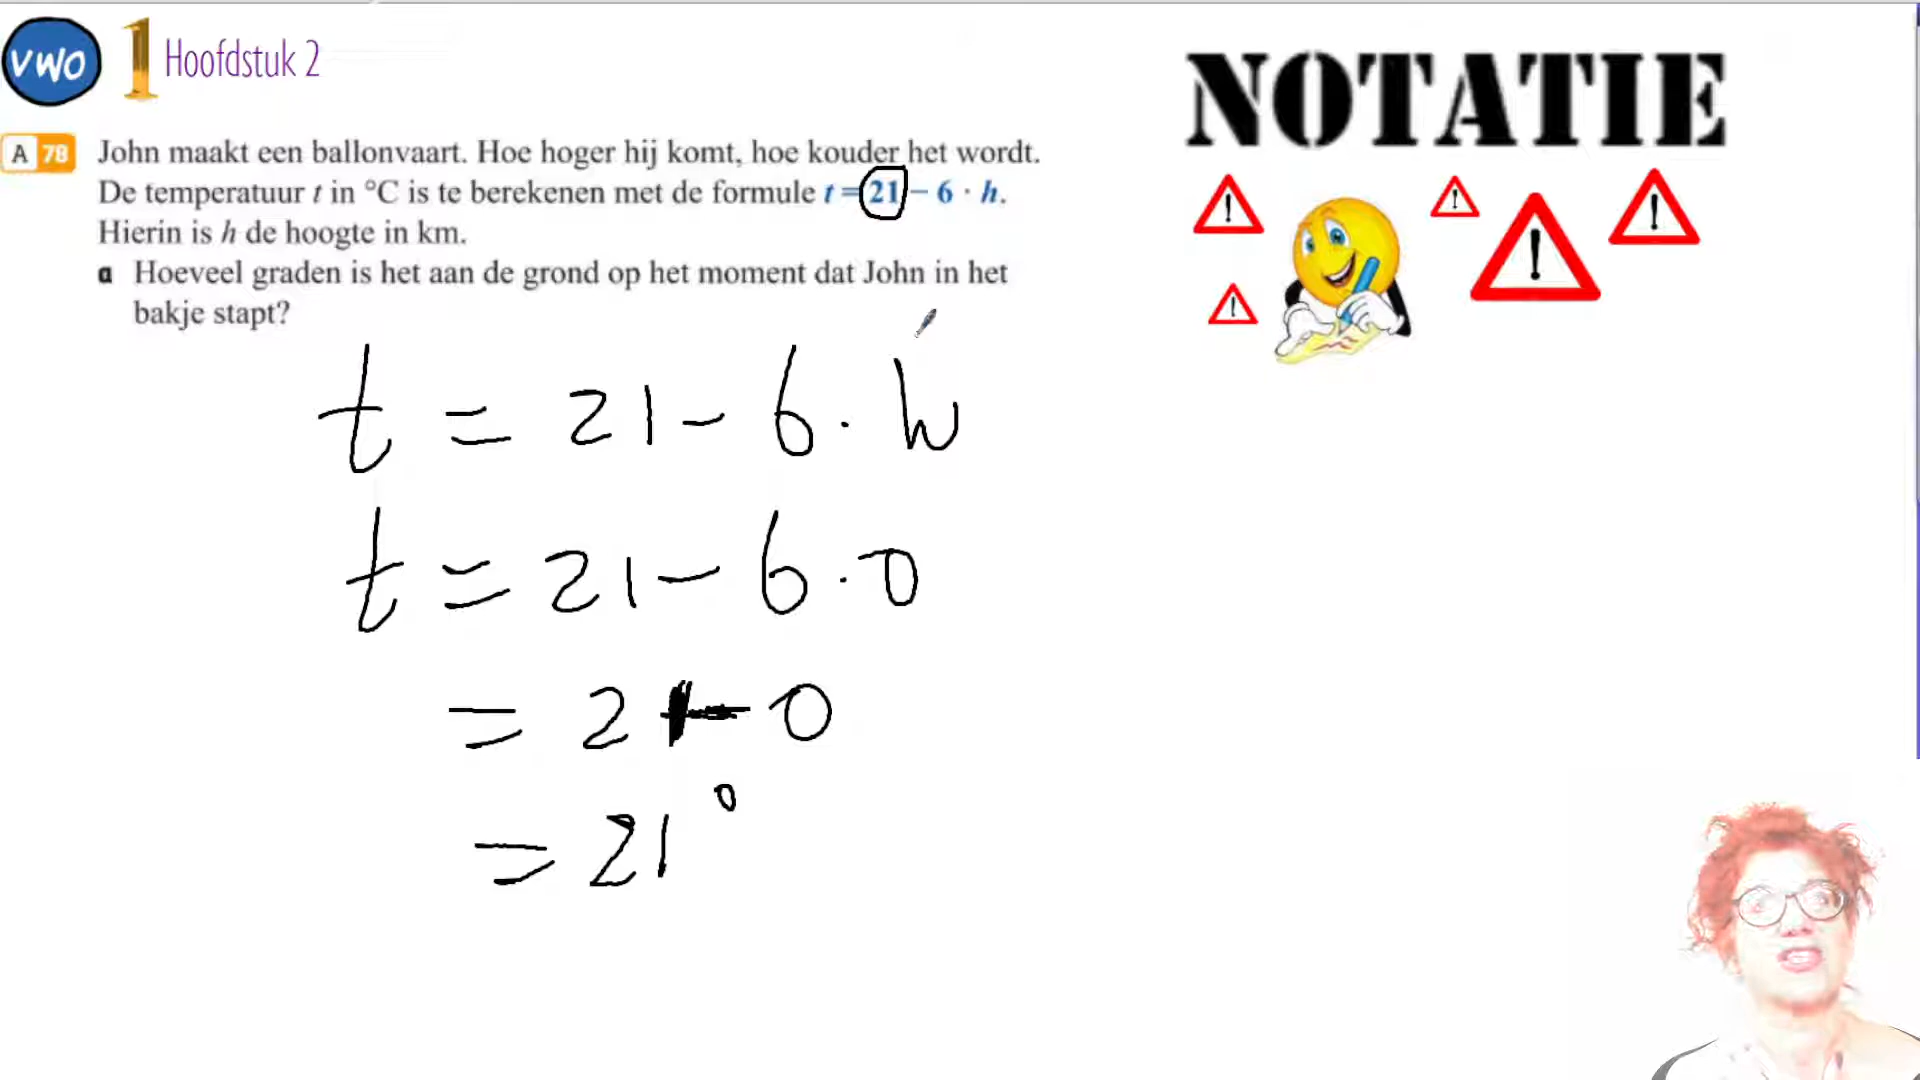 VWO 1 Hoofdstuk 2
NOTATIE
A 78 John maakt een ballonvaart. Hoe hoger hij komt, hoe kouder het wordt.
De temperatuur t in °C is te berekenen met de formule t = 21 − 6 · h.
Hierin is h de hoogte in km.
a Hoeveel graden is het aan de grond op het moment dat John in het
bakje stapt?
t = 21 − 6 · h
t = 21 − 6 · 0
= 21 − 0
= 21°